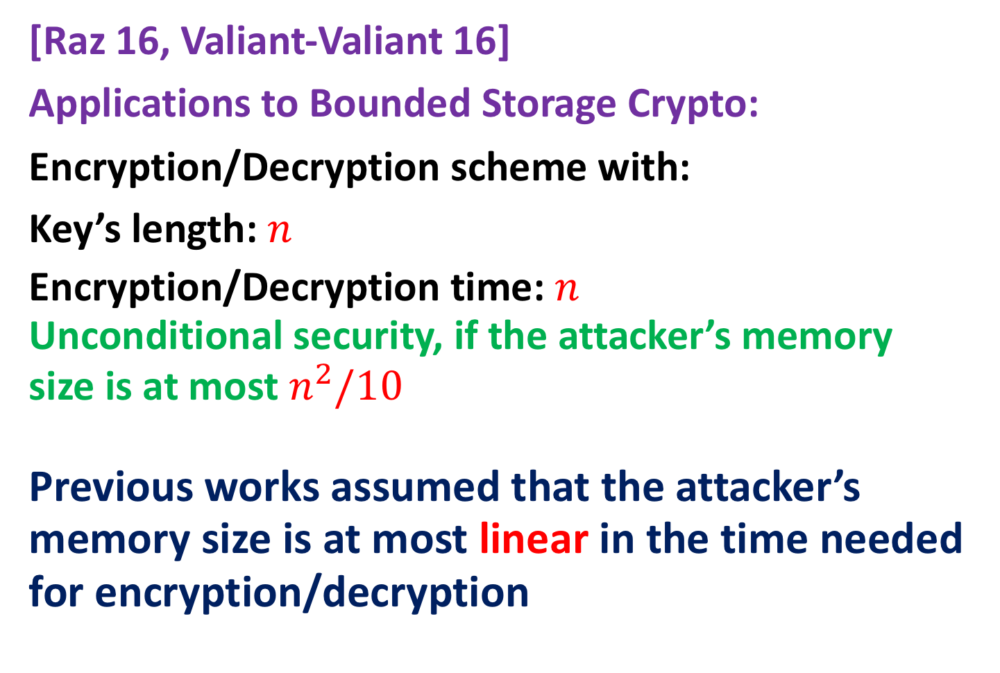 [Raz 16, Valiant-Valiant 16]
Applications to Bounded Storage Crypto:
Encryption/Decryption scheme with:
Key’s length: n
Encryption/Decryption time: n
Unconditional security, if the attacker’s memory
size is at most n²/10
Previous works assumed that the attacker’s
memory size is at most linear in the time needed
for encryption/decryption